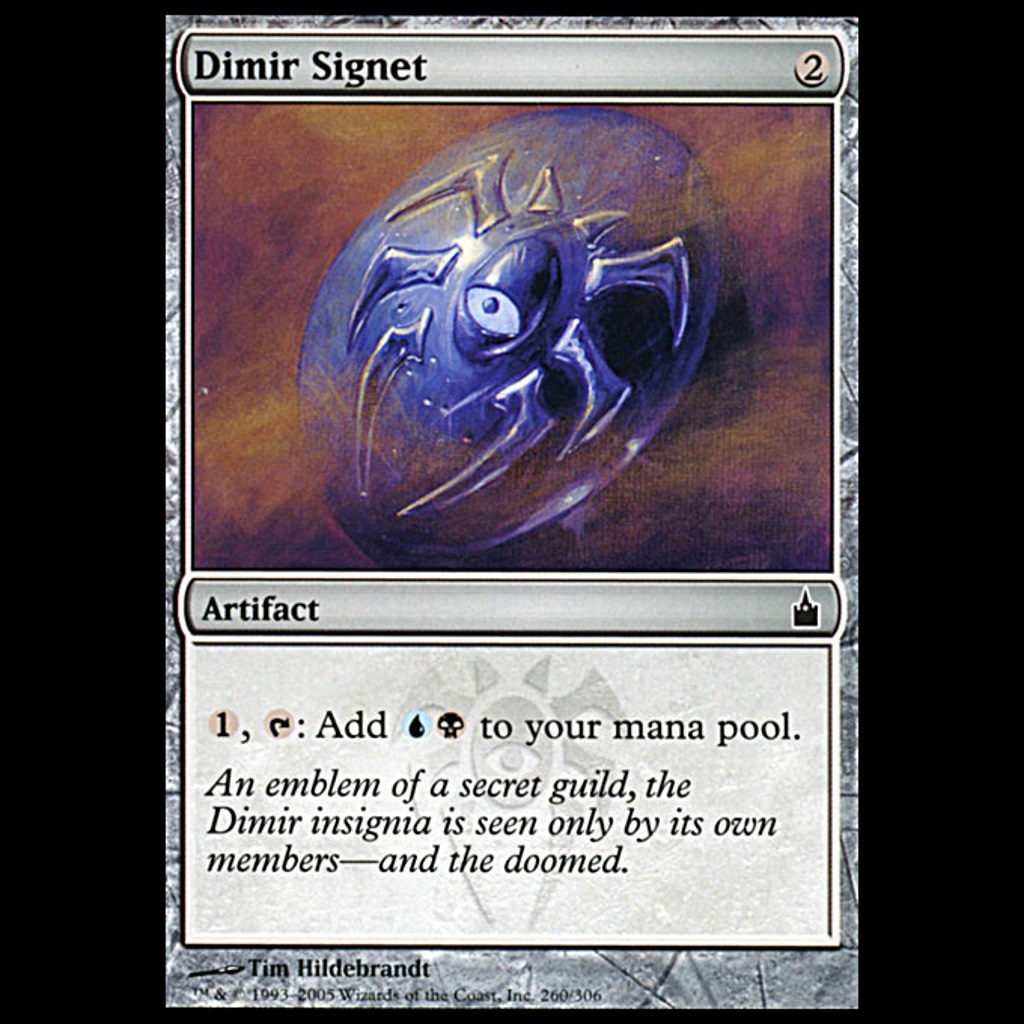 Dimir Signet 2
Artifact
1, : Add to your mana pool.
An emblem of a secret guild, the
Dimir insignia is seen only by its own
members—and the doomed.
Tim Hildebrandt
™ & © 1993–2005 Wizards of the Coast, Inc. 260/306